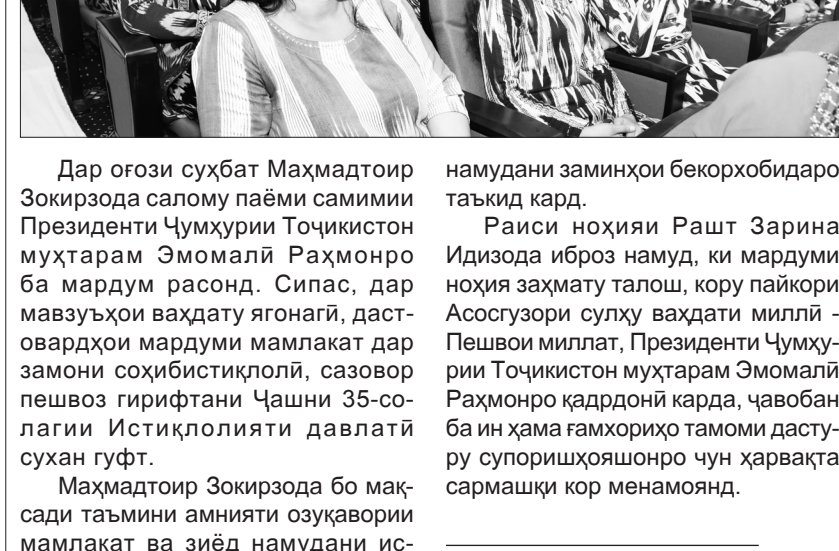 Дар оғози суҳбат Маҳмадтоир
Зокирзода салому паёми самимии
Президенти Ҷумҳурии Тоҷикистон
муҳтарам Эмомалӣ Раҳмонро
ба мардум расонд. Сипас, дар
мавзуъҳои ваҳдату ягонагӣ, даст-
овардҳои мардуми мамлакат дар
замони соҳибистиқлолӣ, сазовор
пешвоз гирифтани Ҷашни 35-со-
лагии Истиқлолияти давлатӣ
сухан гуфт.
Маҳмадтоир Зокирзода бо мақ-
сади таъмини амнияти озуқавории
мамлакат ва зиёд намудани ис-
намудани заминҳои бекорхобидаро
таъкид кард.
Раиси ноҳияи Рашт Зарина
Идизода иброз намуд, ки мардуми
ноҳия заҳмату талош, кору пайкори
Асосгузори сулҳу ваҳдати миллӣ -
Пешвои миллат, Президенти Ҷумҳу-
рии Тоҷикистон муҳтарам Эмомалӣ
Раҳмонро қадрдонӣ карда, ҷавобан
ба ин ҳама ғамхориҳо тамоми дасту-
ру супоришҳояшонро чун ҳарвақта
сармашқи кор менамоянд.